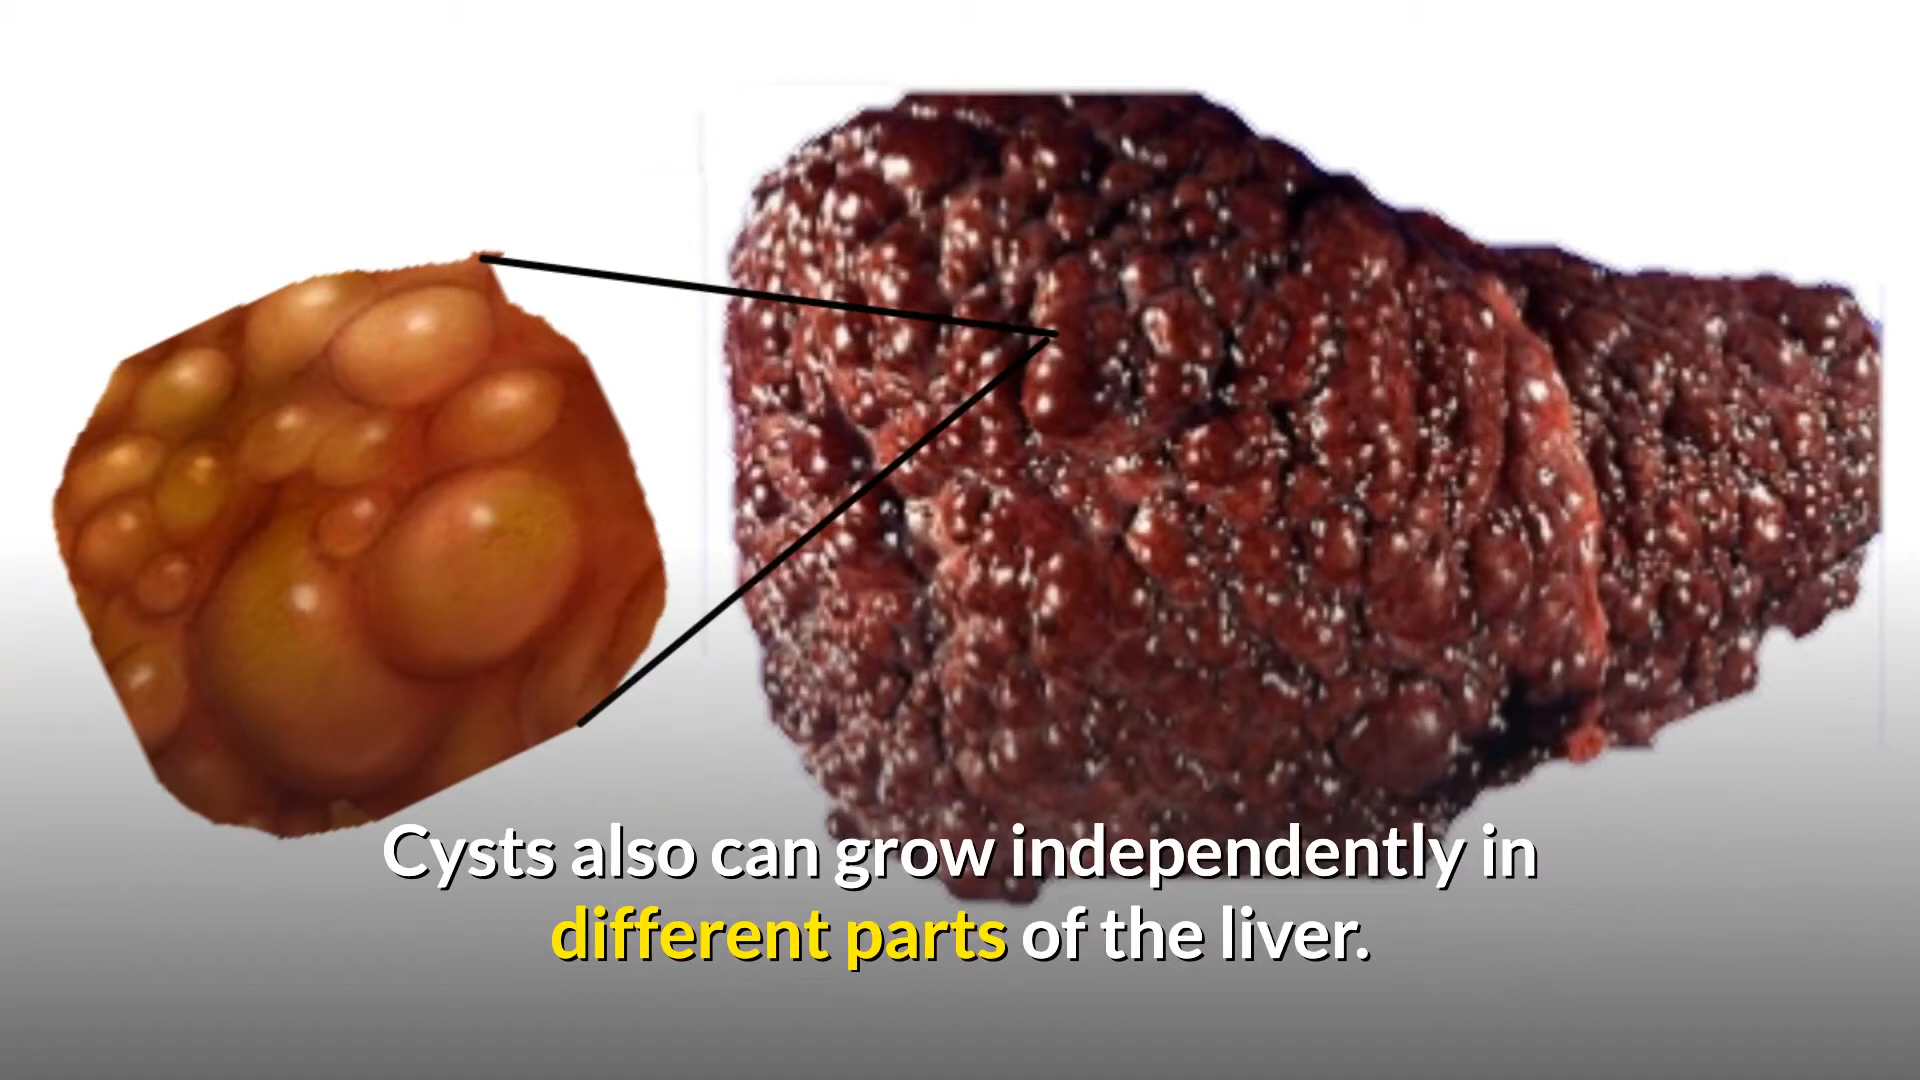 Cysts also can grow independently in
different parts of the liver.